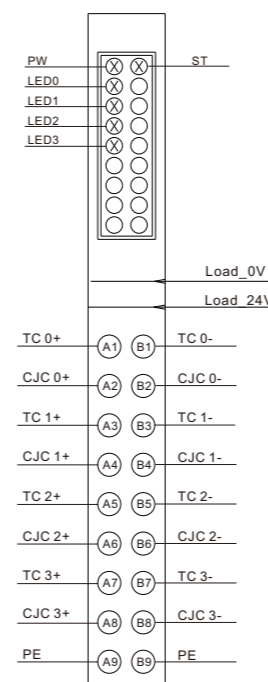 PW ST
LED0
LED1
LED2
LED3
Load_0V
Load_24V
TC 0+ A1 B1 TC 0-
CJC 0+ A2 B2 CJC 0-
TC 1+ A3 B3 TC 1-
CJC 1+ A4 B4 CJC 1-
TC 2+ A5 B5 TC 2-
CJC 2+ A6 B6 CJC 2-
TC 3+ A7 B7 TC 3-
CJC 3+ A8 B8 CJC 3-
PE A9 B9 PE